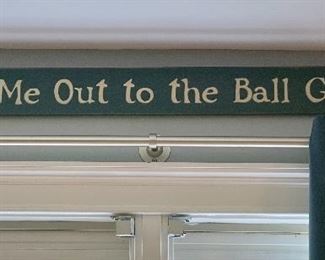 Me Out to the Ball G